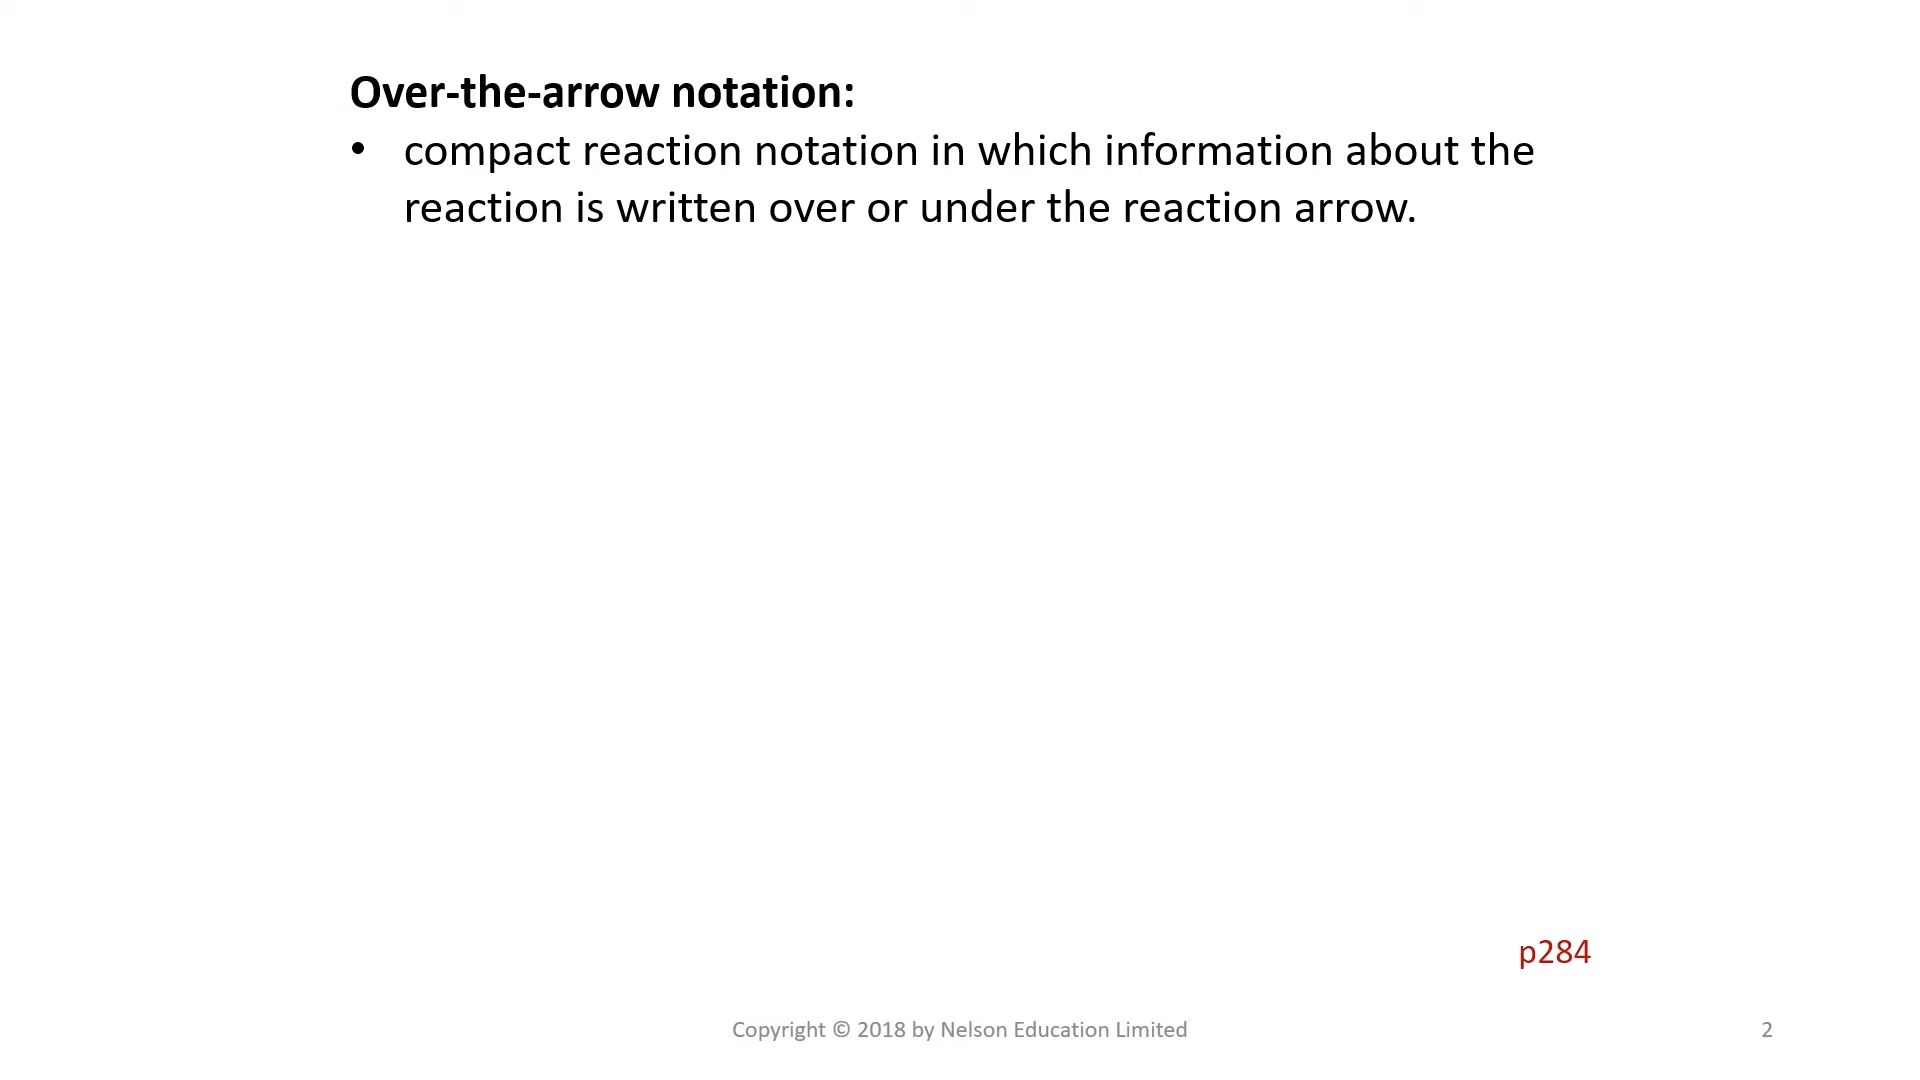 Over-the-arrow notation:
• compact reaction notation in which information about the
reaction is written over or under the reaction arrow.
p284
Copyright © 2018 by Nelson Education Limited
2